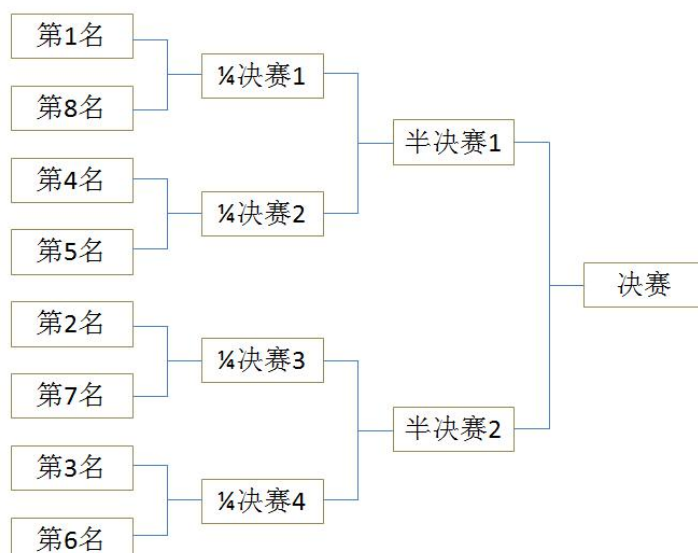 第1名
第8名
第4名
第5名
第2名
第7名
第3名
第6名
¼决赛1
¼决赛2
¼决赛3
¼决赛4
半决赛1
半决赛2
决赛